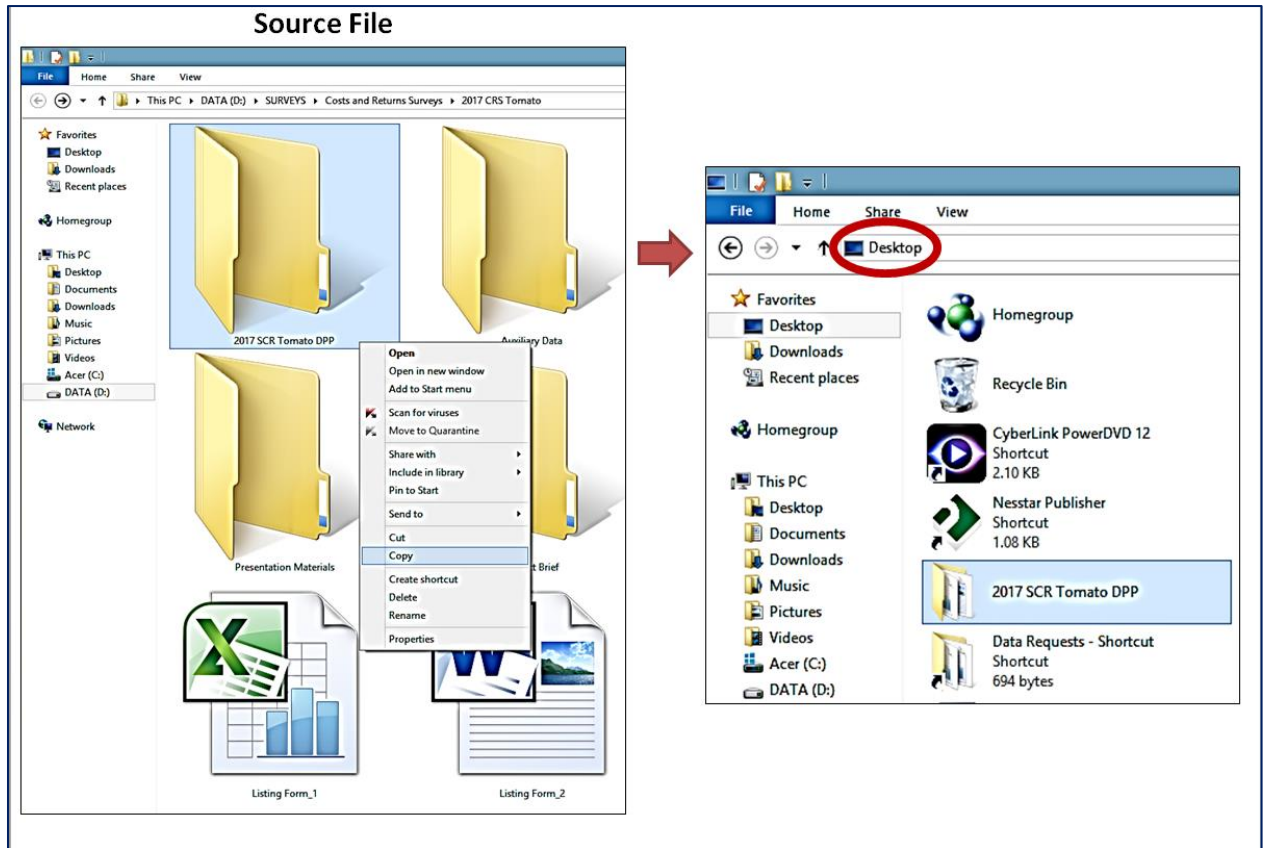 Source File
File Home Share View
This PC ▸ DATA (D:) ▸ SURVEYS ▸ Costs and Returns Surveys ▸ 2017 CRS Tomato
Favorites
Desktop
Downloads
Recent places
Homegroup
This PC
Desktop
Documents
Downloads
Music
Pictures
Videos
Acer (C:)
DATA (D:)
Network
2017 SCR Tomato DPP
Auxiliary Data
Open
Open in new window
Add to Start menu
Scan for viruses
Move to Quarantine
Share with
Include in library
Pin to Start
Send to
Cut
Copy
Create shortcut
Delete
Rename
Properties
Presentation Materials
t Brief
Listing Form_1
Listing Form_2
File Home Share View
Desktop
Favorites
Desktop
Downloads
Recent places
Homegroup
This PC
Desktop
Documents
Downloads
Music
Pictures
Videos
Acer (C:)
DATA (D:)
Homegroup
Recycle Bin
CyberLink PowerDVD 12
Shortcut
2.10 KB
Nesstar Publisher
Shortcut
1.08 KB
2017 SCR Tomato DPP
Data Requests - Shortcut
Shortcut
694 bytes